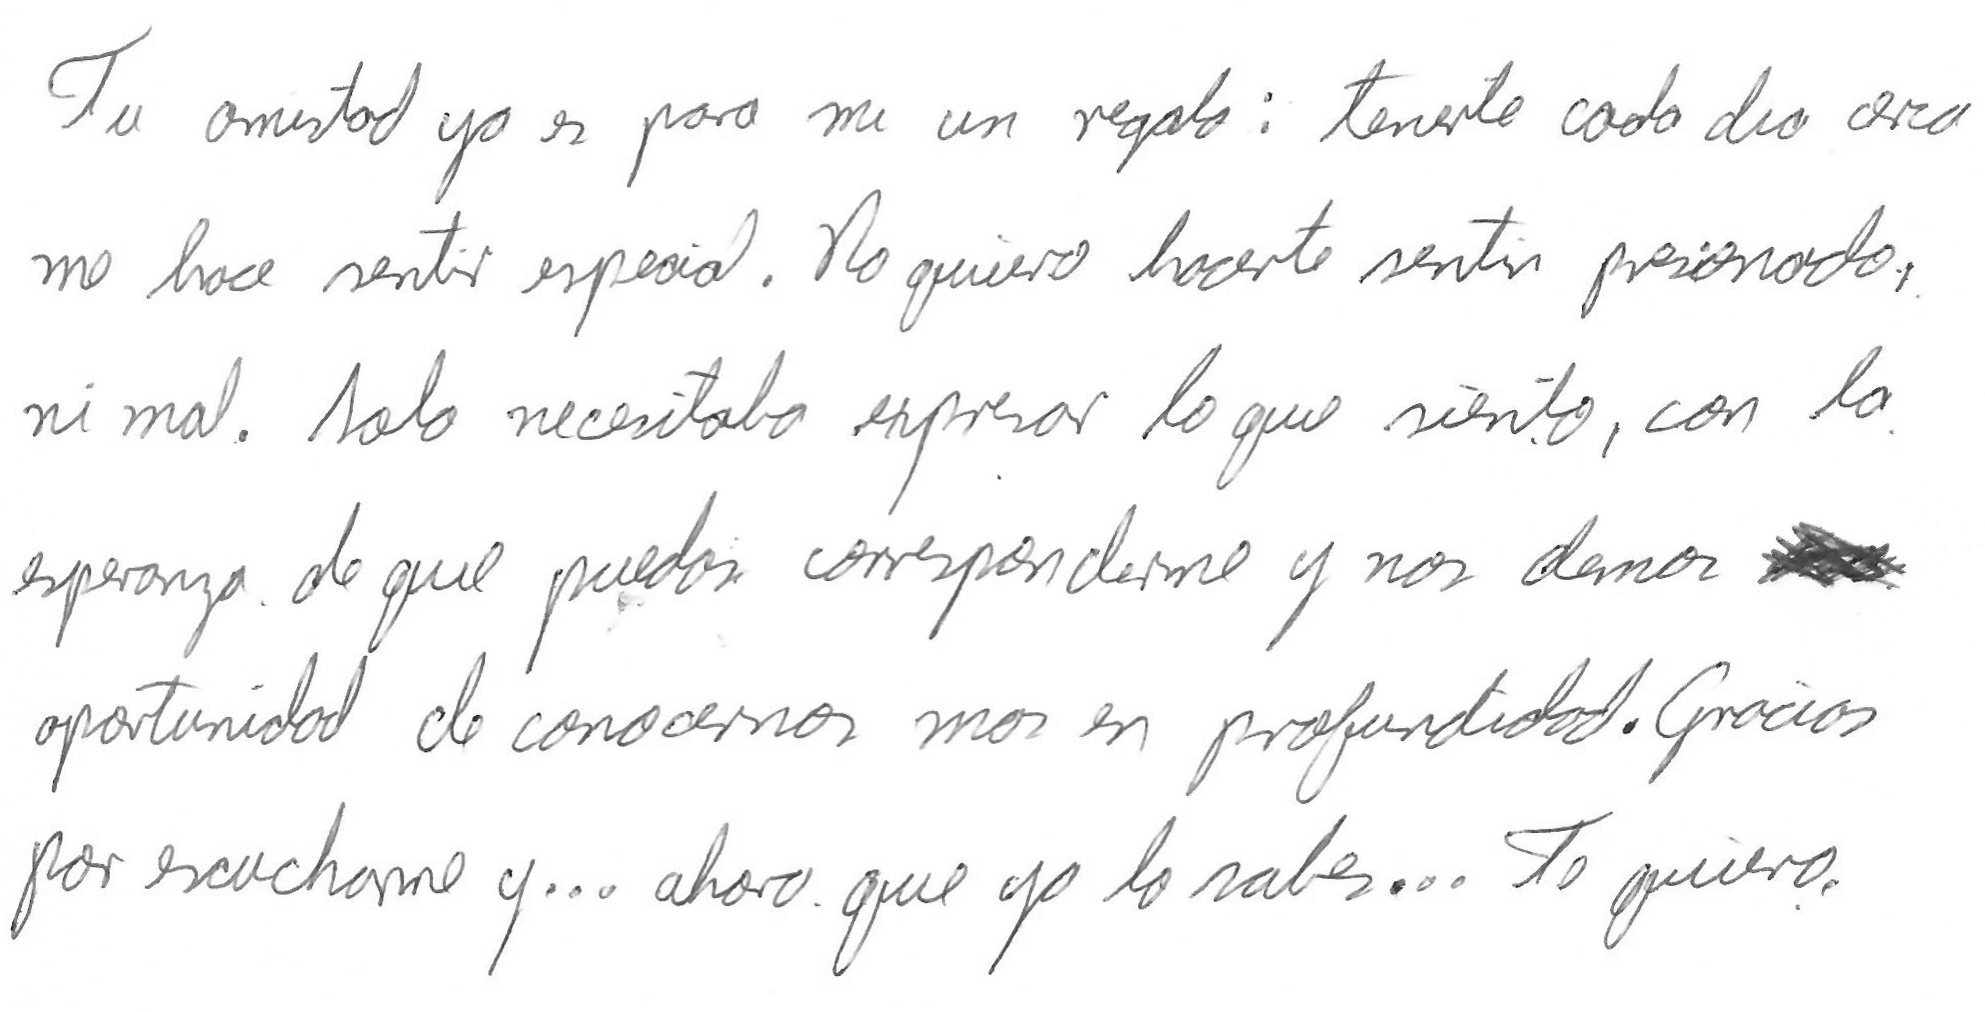 Tu amistad ya es para mi un regalo: tenerte cada dia cerca
me hace sentir especial. No quiero hacerte sentir presionado,
ni mal. Solo necesitaba expresar lo que siento, con la
esperanza de que puedas corresponderme y nos demos
oportunidad de conocernos mas en profundidad. Gracias
por escucharme y... ahora que ya lo sabes... Te quiero.